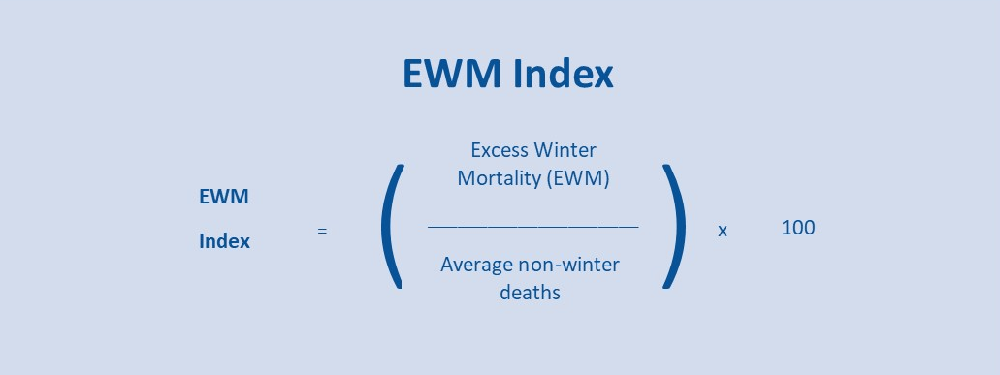 EWM Index
EWM
Index
=
(
Excess Winter
Mortality (EWM)
Average non-winter
deaths
)
x
100